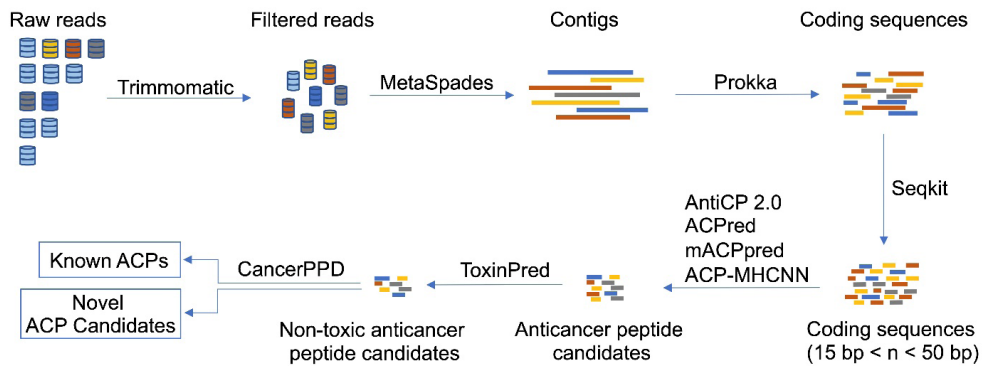 Raw reads
Filtered reads
Contigs
Coding sequences
Trimmomatic
MetaSpades
Prokka
Seqkit
AntiCP 2.0
ACPred
mACPpred
ACP-MHCNN
Coding sequences
(15 bp < n < 50 bp)
Anticancer peptide
candidates
ToxinPred
Non-toxic anticancer
peptide candidates
CancerPPD
Known ACPs
Novel
ACP Candidates